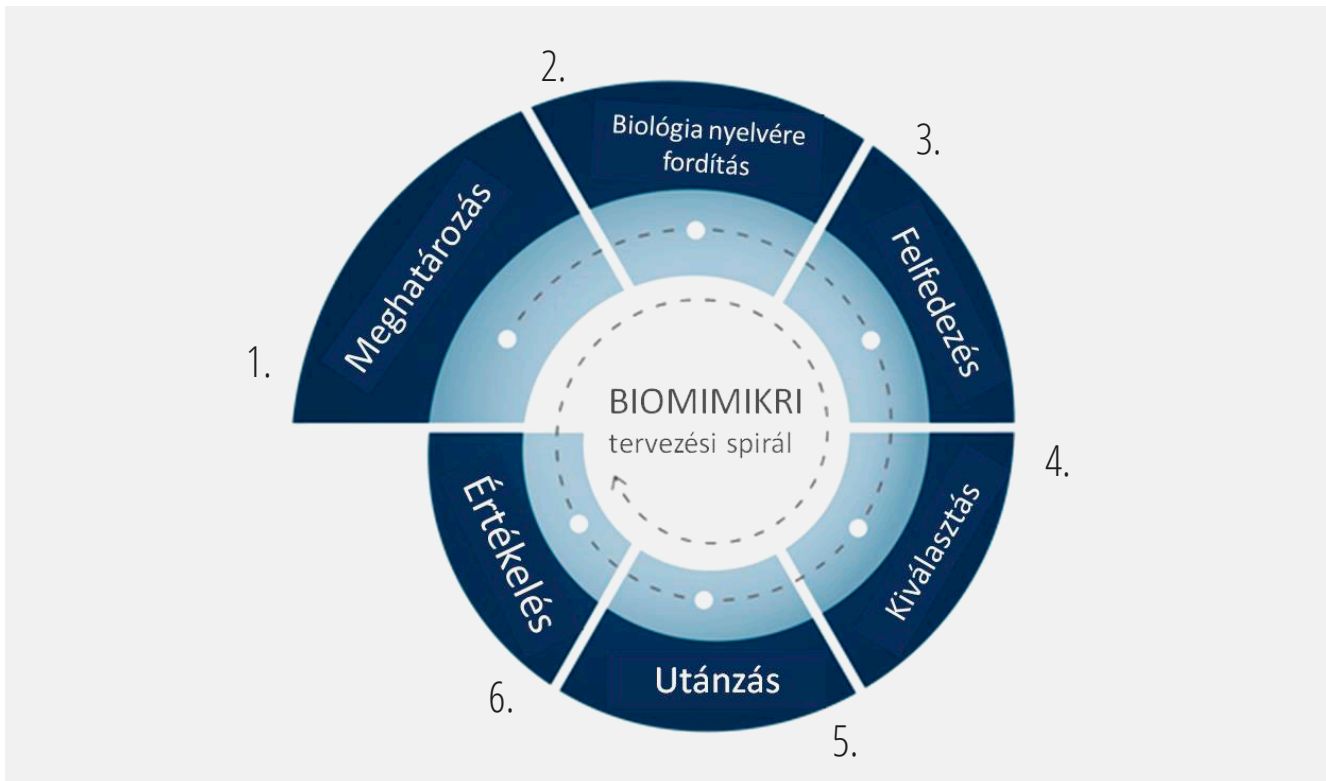 1.
Meghatározás
2.
Biológia nyelvére
fordítás
3.
Felfedezés
4.
Kiválasztás
5.
Utánzás
6.
Értékelés
BIOMIMIKRI
tervezési spirál